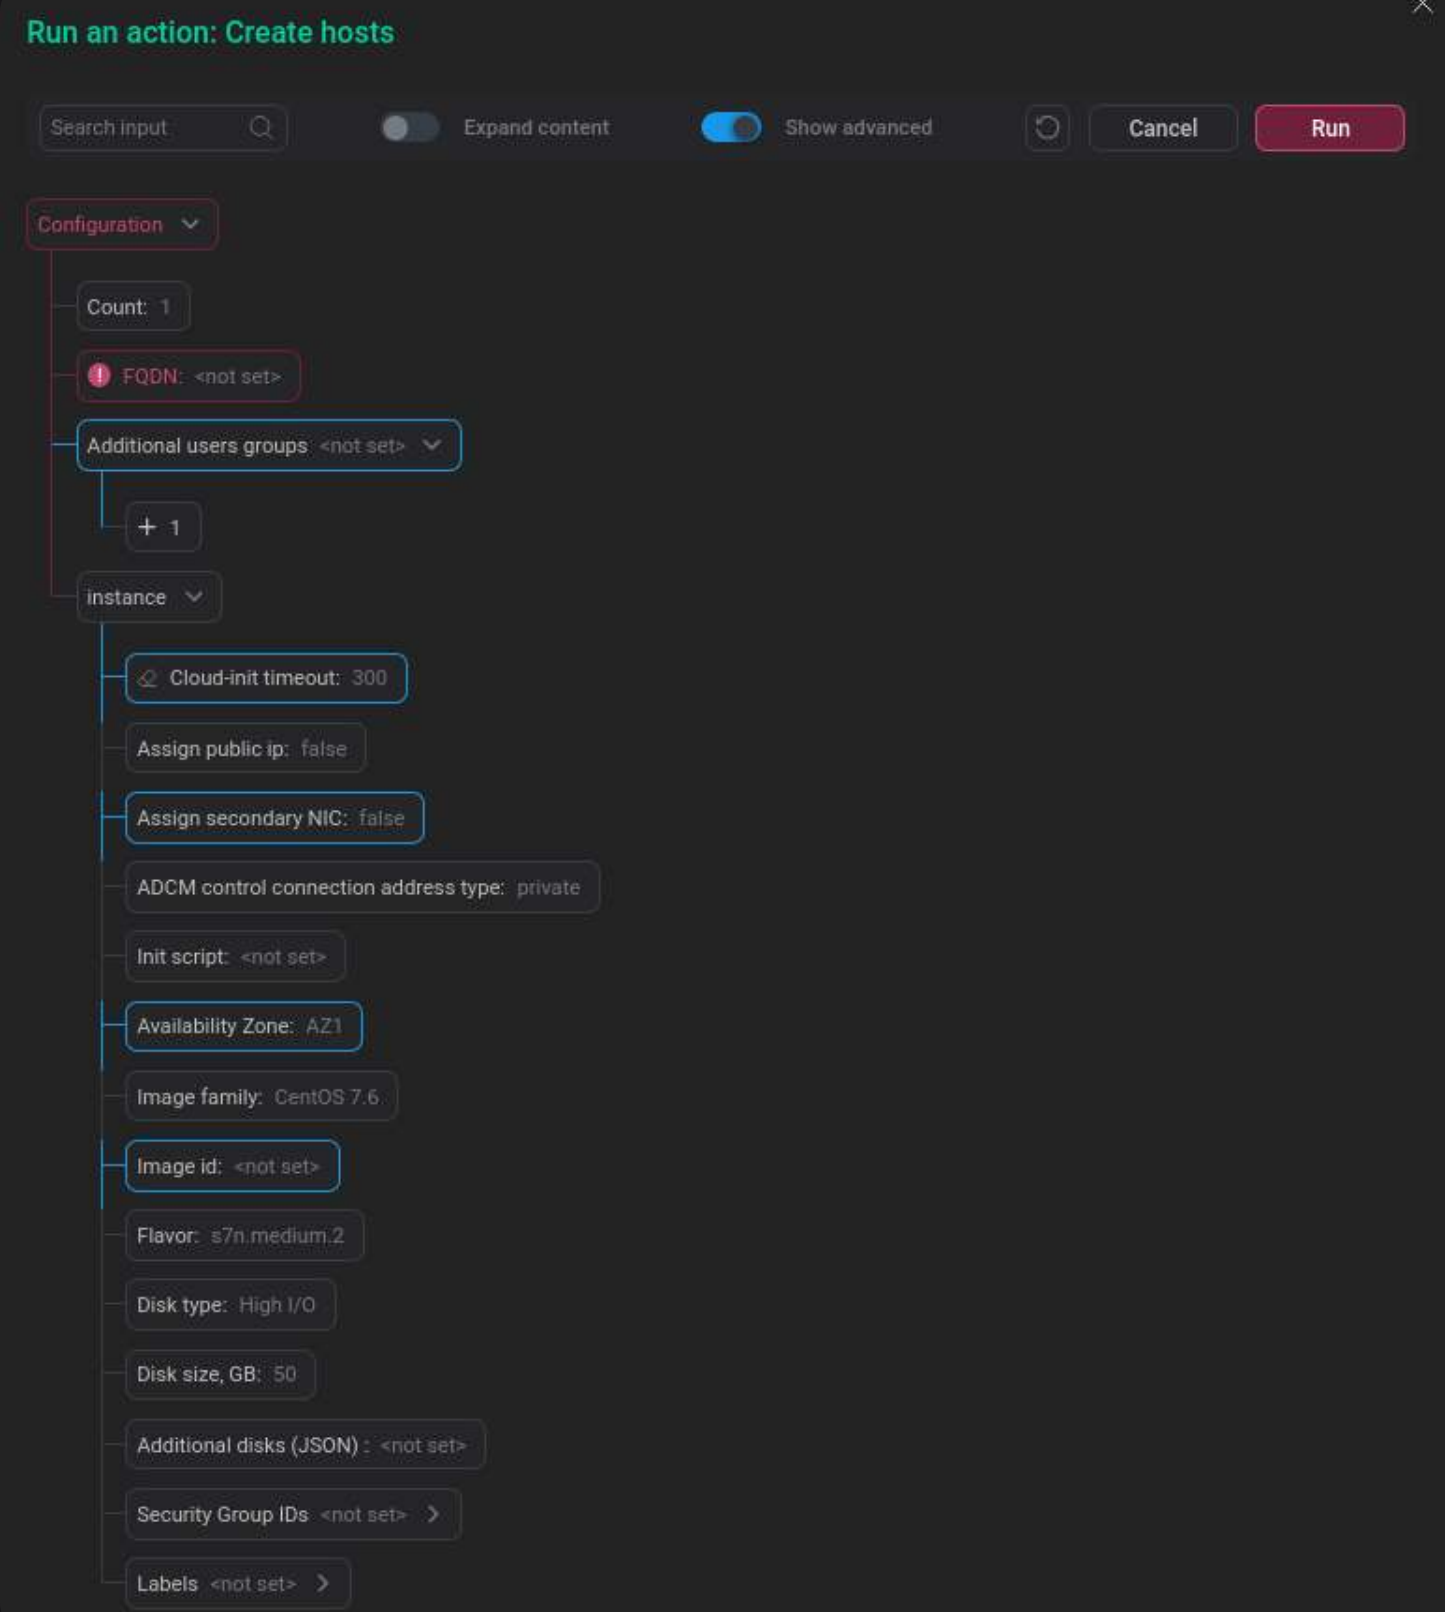 Run an action: Create hosts
Search input
Expand content
Show advanced
Cancel
Run
Configuration
Count: 1
! FQDN: <not set>
Additional users groups <not set>
+ 1
instance
Cloud-init timeout: 300
Assign public ip: false
Assign secondary NIC: false
ADCM control connection address type: private
Init script: <not set>
Availability Zone: AZ1
Image family: CentOS 7.6
Image id: <not set>
Flavor: s7n.medium.2
Disk type: High I/O
Disk size, GB: 50
Additional disks (JSON) : <not set>
Security Group IDs <not set>
Labels <not set>